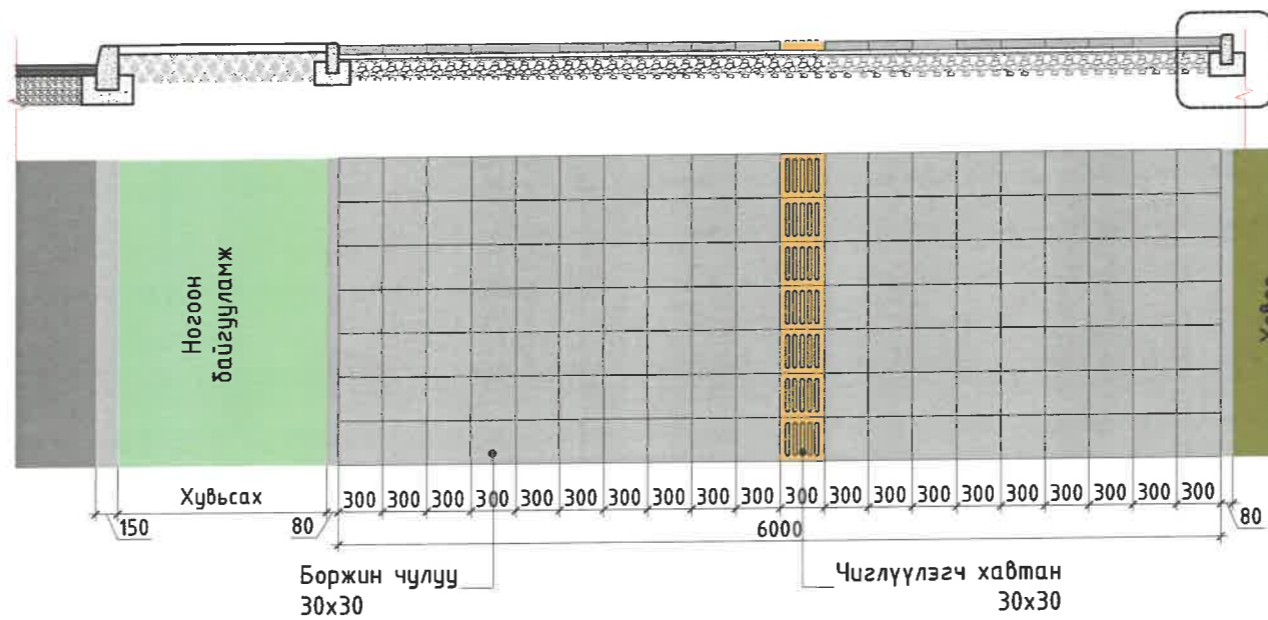 Ногоон
байгууламж
Хувьсах 300 300 300 300 300 300 300 300 300 300 300 300 300 300 300 300 300 300 300 300
150 80 6000 80
Боржин чулуу
30x30
Чиглүүлэгч хавтан
30x30